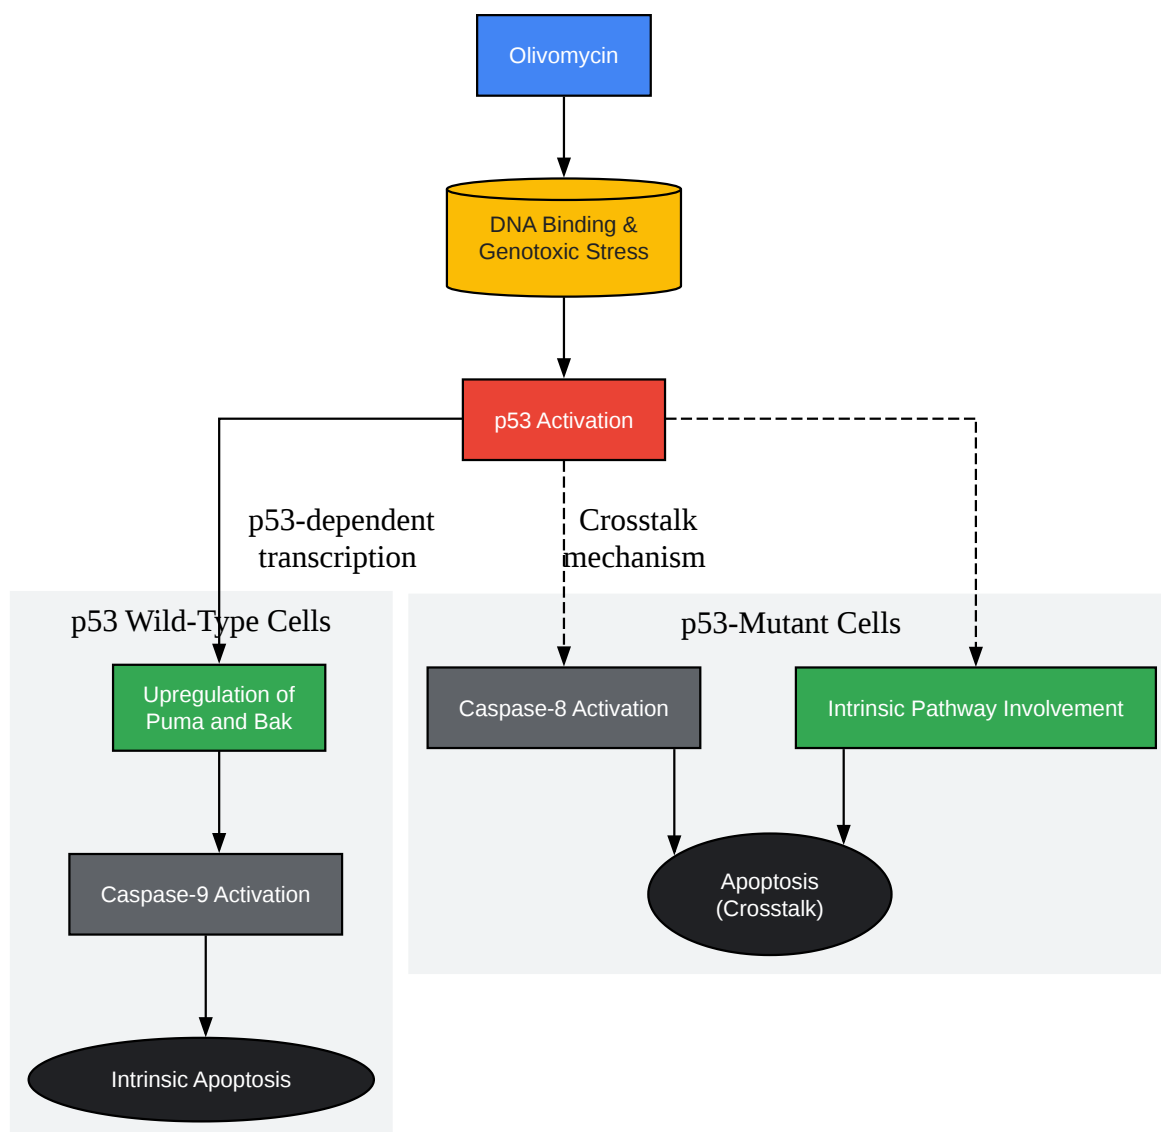 Olivomycin
DNA Binding &
Genotoxic Stress
p53 Activation
p53-dependent
transcription
Crosstalk
mechanism
p53 Wild-Type Cells
p53-Mutant Cells
Upregulation of
Puma and Bak
Caspase-8 Activation
Intrinsic Pathway Involvement
Caspase-9 Activation
Apoptosis
(Crosstalk)
Intrinsic Apoptosis